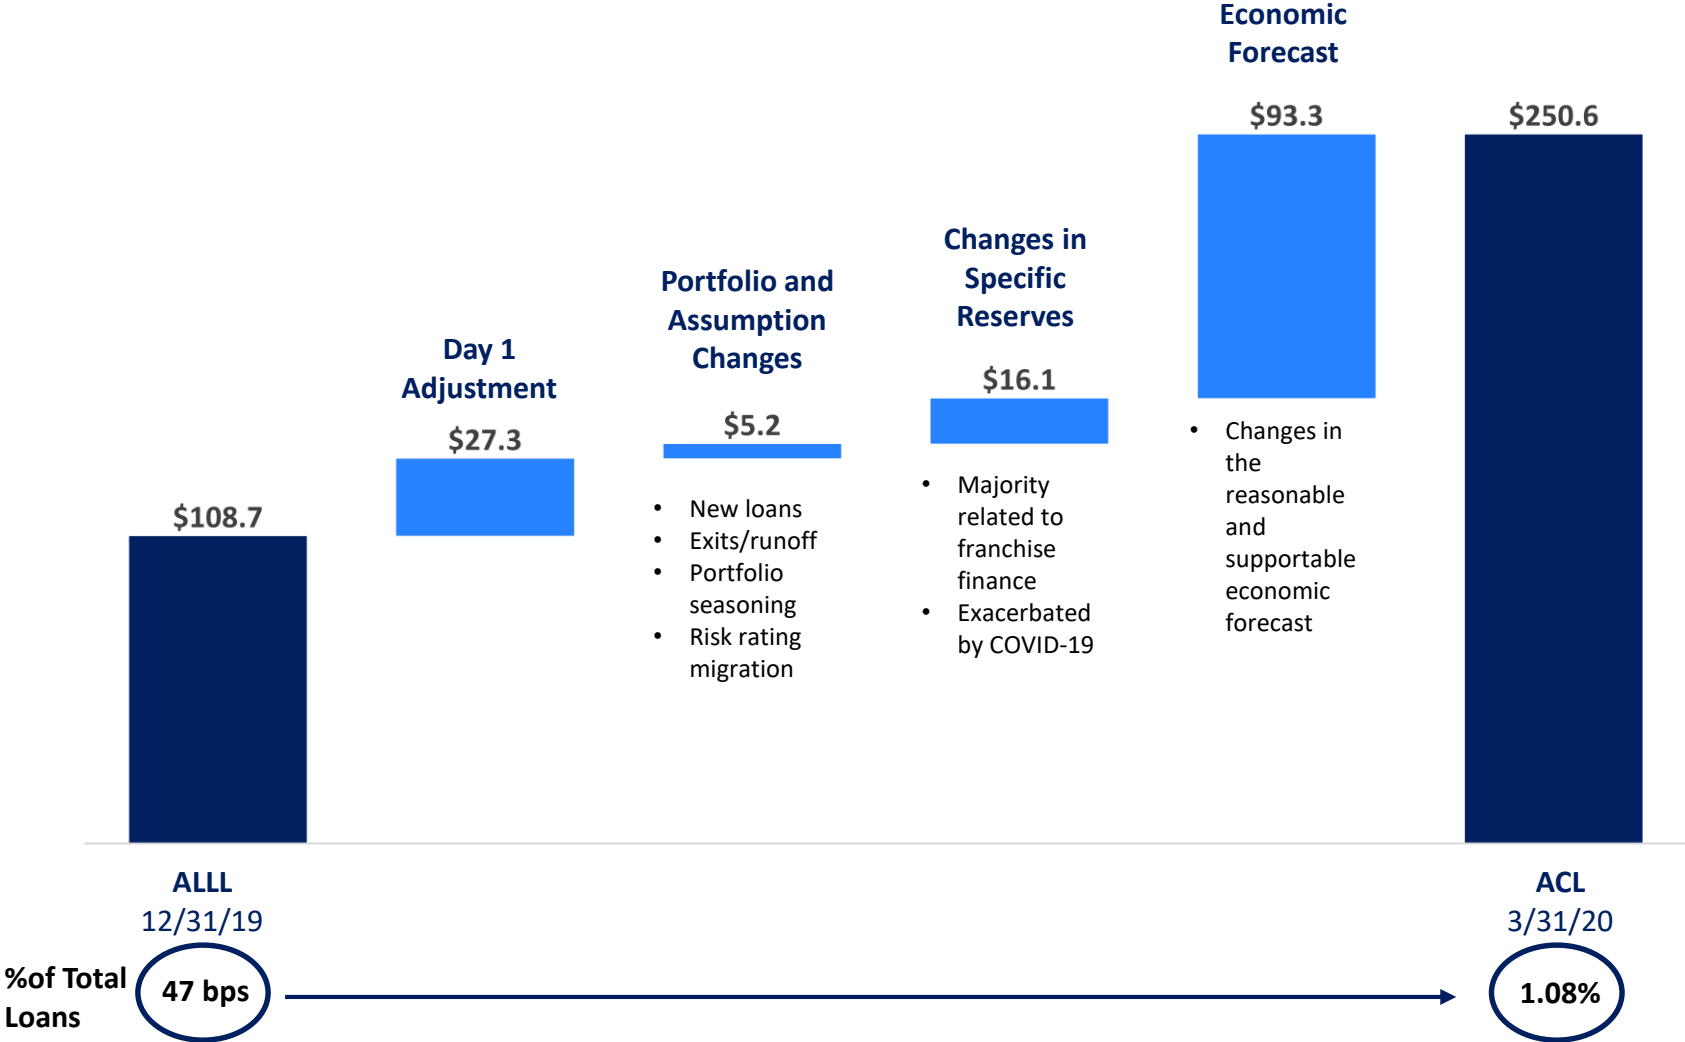 Economic
Forecast
$93.3
$250.6
Changes in
Specific
Reserves
Portfolio and
Assumption
Changes
Day 1
Adjustment
$16.1
$5.2
$27.3
$108.7
• New loans
• Exits/runoff
• Portfolio
seasoning
• Risk rating
migration
• Majority
related to
franchise
finance
• Exacerbated
by COVID-19
• Changes in
the
reasonable
and
supportable
economic
forecast
ALLL
12/31/19
ACL
3/31/20
%of Total
Loans
47 bps
1.08%